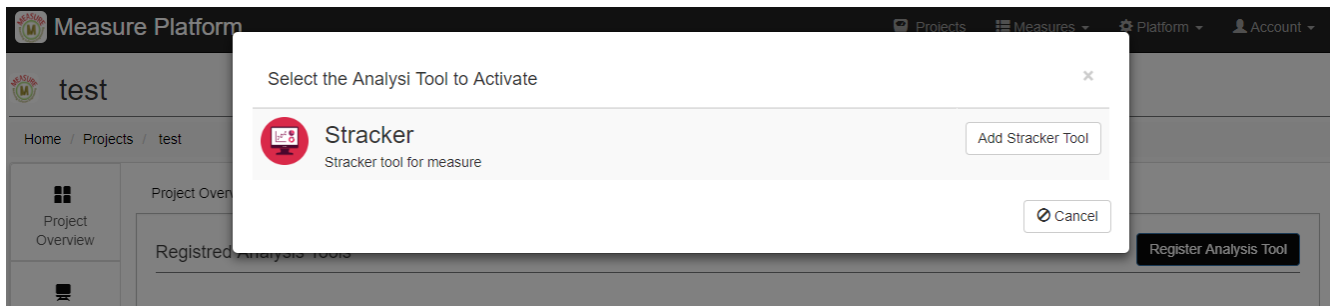 Measure Platform
Projects
Measures
Platform
Account
Select the Analysi Tool to Activate
×
test
Stracker
Add Stracker Tool
Stracker tool for measure
Home / Projects / test
Project Overv
Project
Overview
Cancel
Registred Analysis Tools
Register Analysis Tool